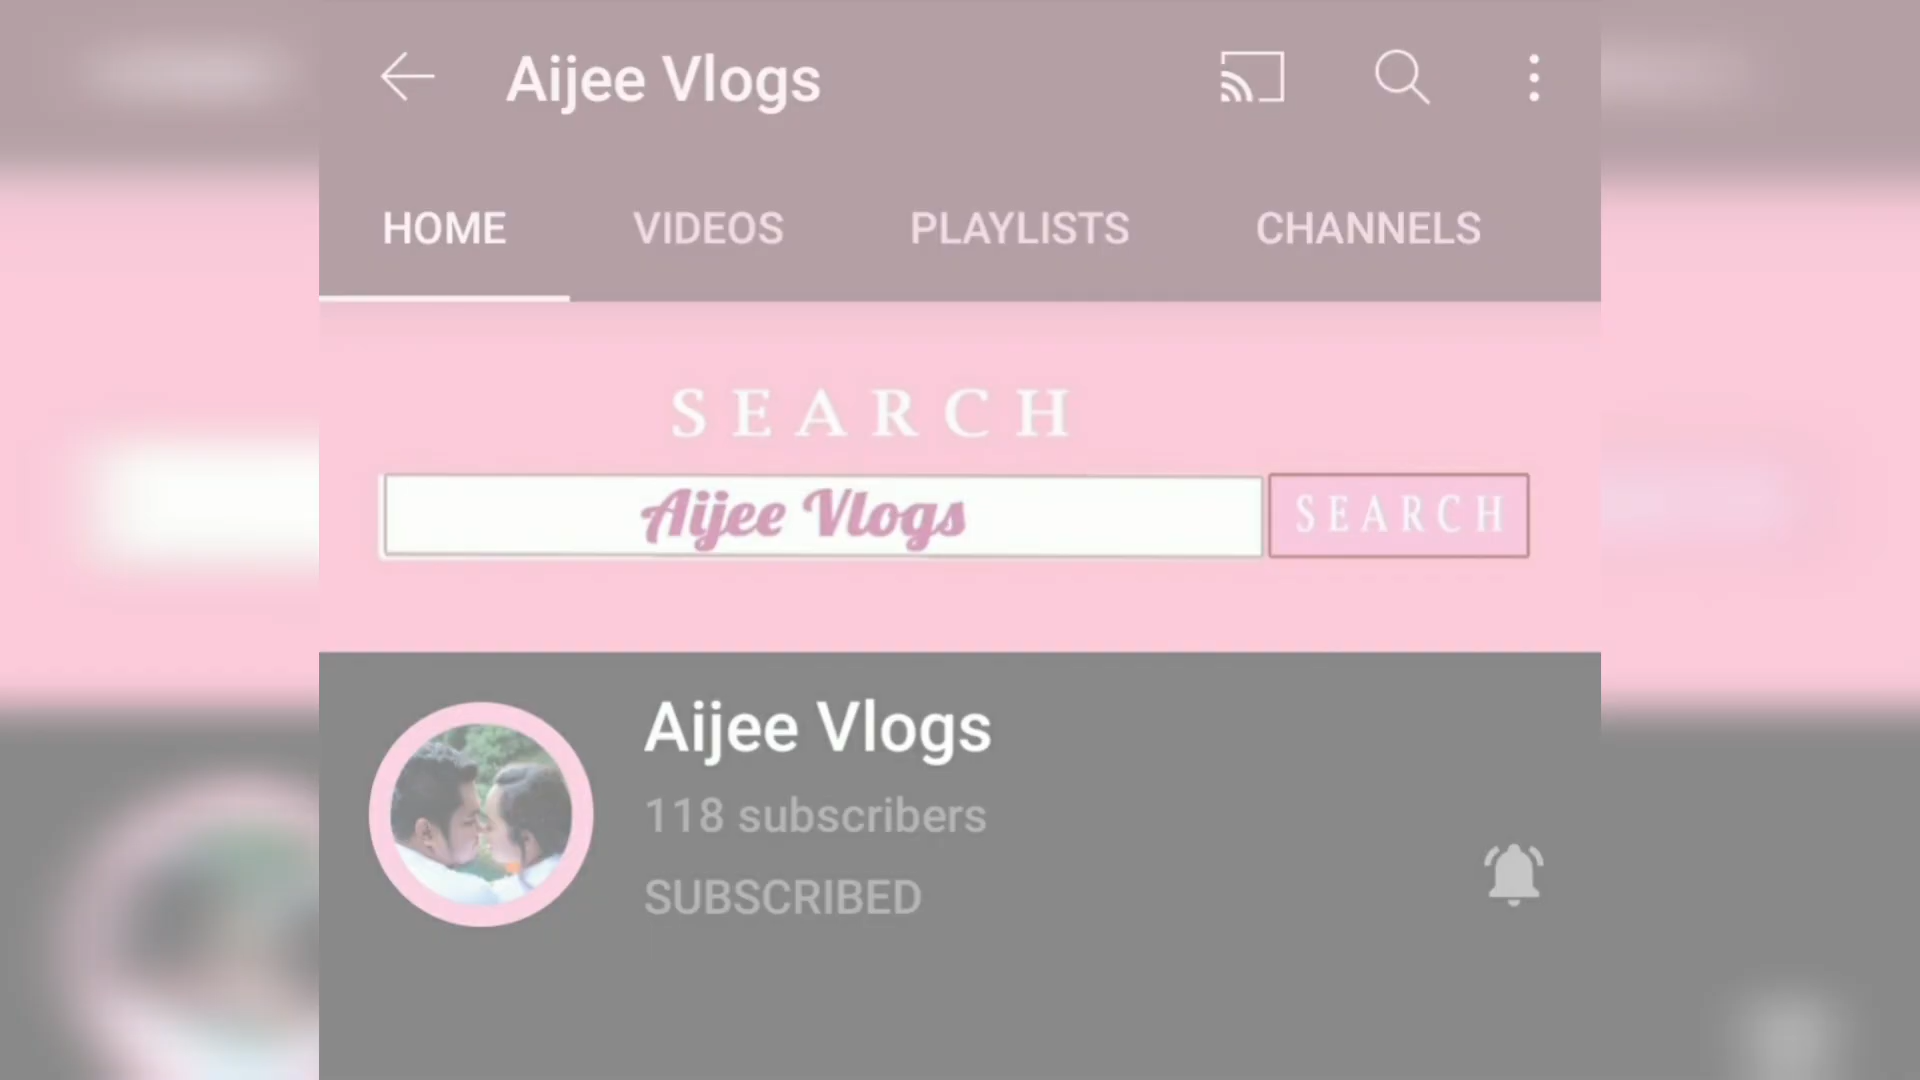 Aijee Vlogs
HOME VIDEOS PLAYLISTS CHANNELS
SEARCH
Aijee Vlogs SEARCH
Aijee Vlogs
118 subscribers
SUBSCRIBED